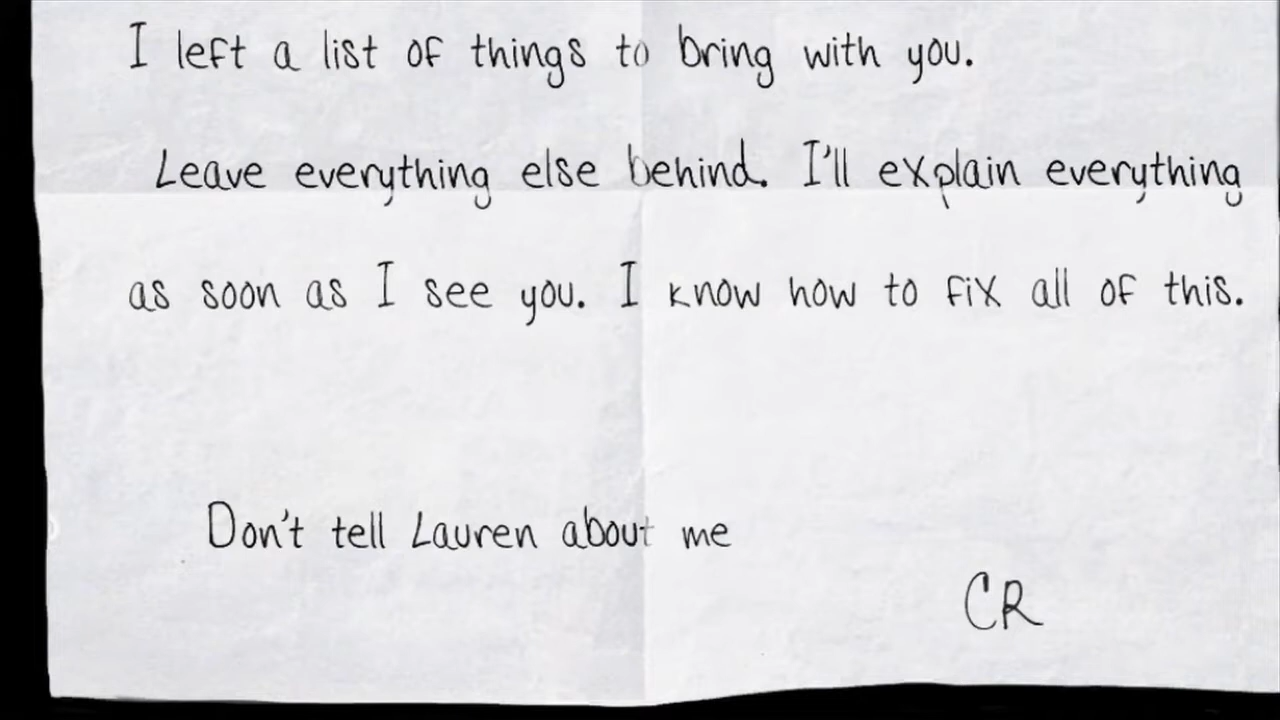 I left a list of things to bring with you.
Leave everything else behind. I'll explain everything
as soon as I see you. I know how to fix all of this.
Don't tell Lauren about me
CR